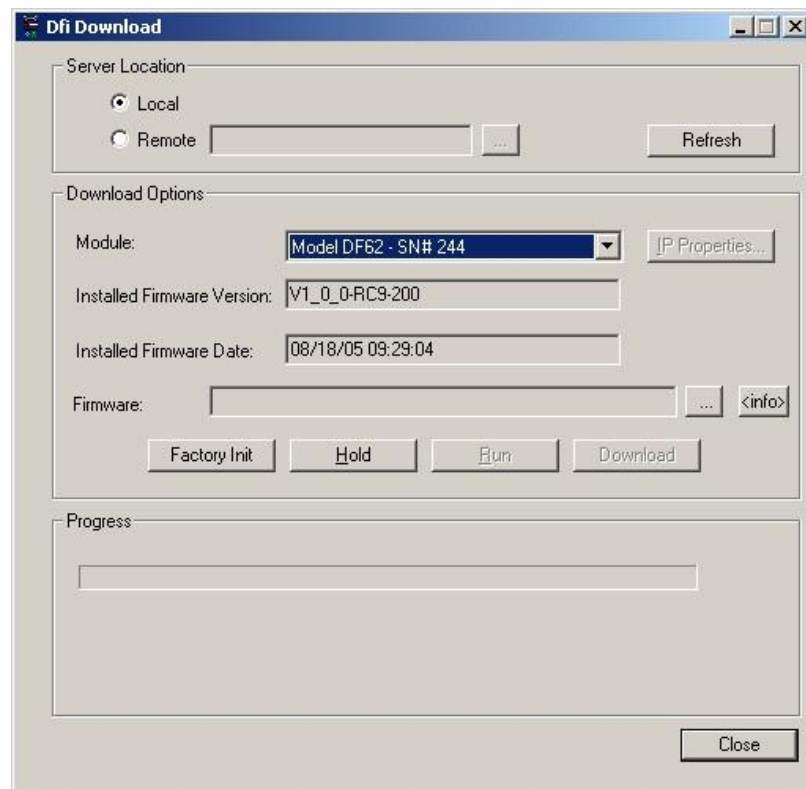 Dfi Download
Server Location
Local
Remote ... Refresh
Download Options
Module: Model DF62 - SN# 244 IP Properties...
Installed Firmware Version: V1_0_0-RC9-200
Installed Firmware Date: 08/18/05 09:29:04
Firmware: ... <info>
Factory Init Hold Run Download
Progress
Close